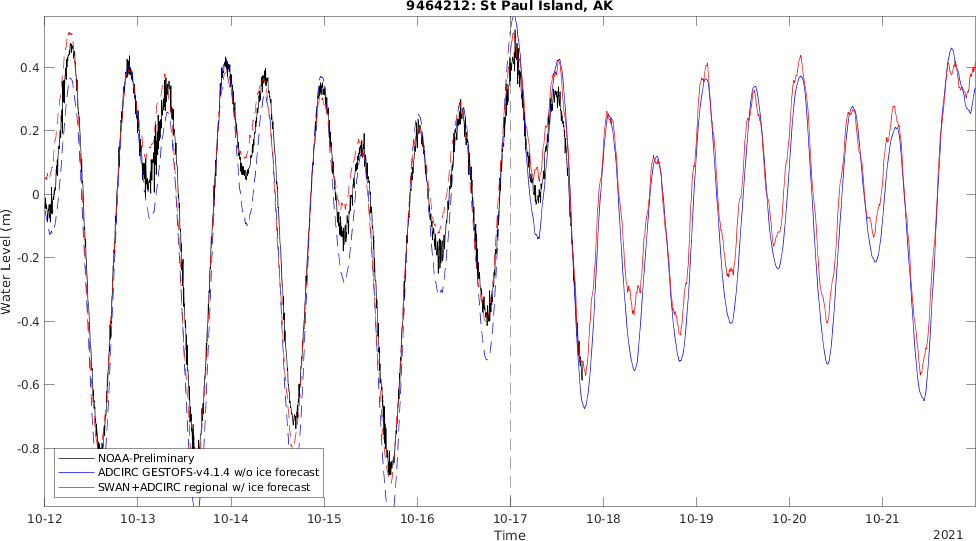 9464212: St Paul Island, AK
Water Level (m)
0.4
0.2
0
-0.2
-0.4
-0.6
-0.8
NOAA-Preliminary
ADCIRC GESTOFS-v4.1.4 w/o ice forecast
SWAN+ADCIRC regional w/ ice forecast
10-12 10-13 10-14 10-15 10-16 10-17 10-18 10-19 10-20 10-21
Time
2021